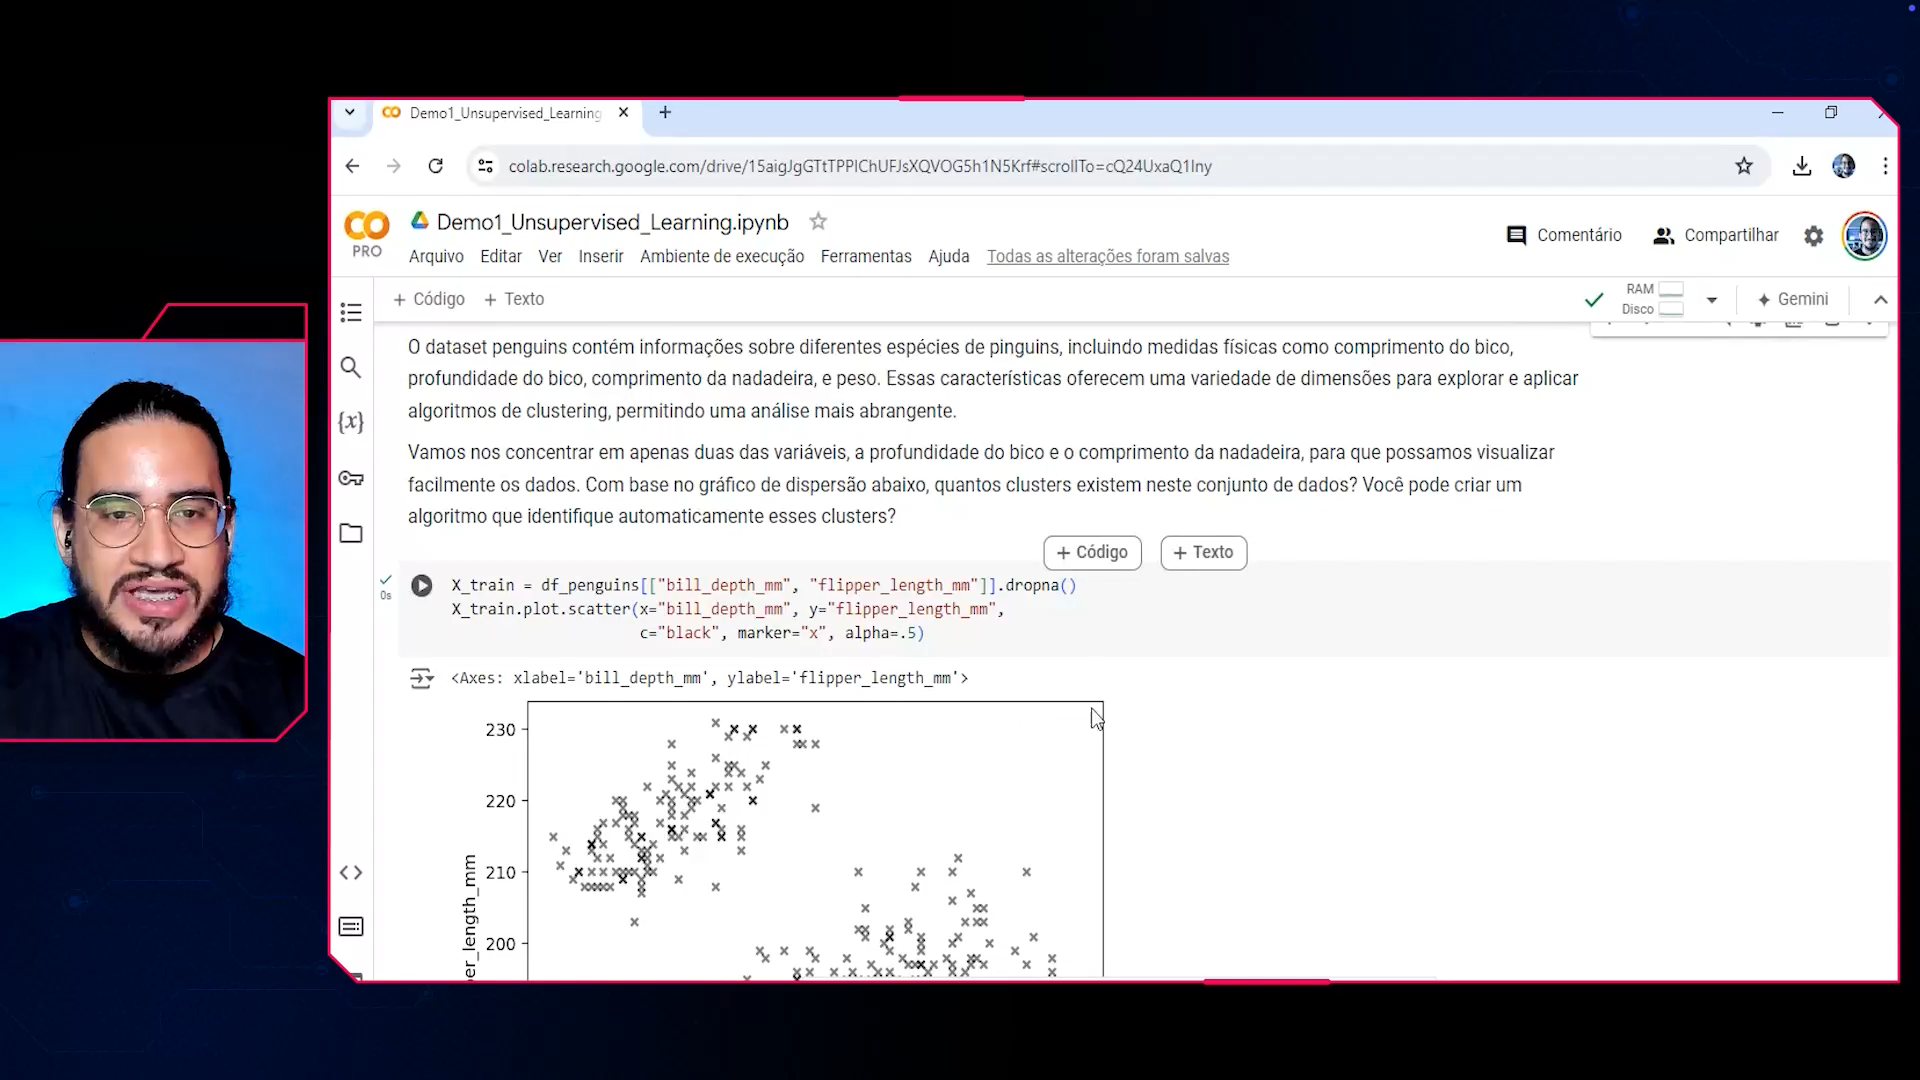 Demo1_Unsupervised_Learning
colab.research.google.com/drive/15aigJgGTtTPPIChUFJsXQVOG5h1N5Krf#scrollTo=cQ24UxaQ1Iny
PRO
Demo1_Unsupervised_Learning.ipynb
Comentário
Compartilhar
Arquivo Editar Ver Inserir Ambiente de execução Ferramentas Ajuda Todas as alterações foram salvas
+ Código + Texto
RAM
Disco
Gemini
O dataset penguins contém informações sobre diferentes espécies de pinguins, incluindo medidas físicas como comprimento do bico,
profundidade do bico, comprimento da nadadeira, e peso. Essas características oferecem uma variedade de dimensões para explorar e aplicar
algoritmos de clustering, permitindo uma análise mais abrangente.
Vamos nos concentrar em apenas duas das variáveis, a profundidade do bico e o comprimento da nadadeira, para que possamos visualizar
facilmente os dados. Com base no gráfico de dispersão abaixo, quantos clusters existem neste conjunto de dados? Você pode criar um
algoritmo que identifique automaticamente esses clusters?
+ Código + Texto
0s
X_train = df_penguins[["bill_depth_mm", "flipper_length_mm"]].dropna()
X_train.plot.scatter(x="bill_depth_mm", y="flipper_length_mm",
c="black", marker="x", alpha=.5)
<Axes: xlabel='bill_depth_mm', ylabel='flipper_length_mm'>
230
220
210
200
per_length_mm